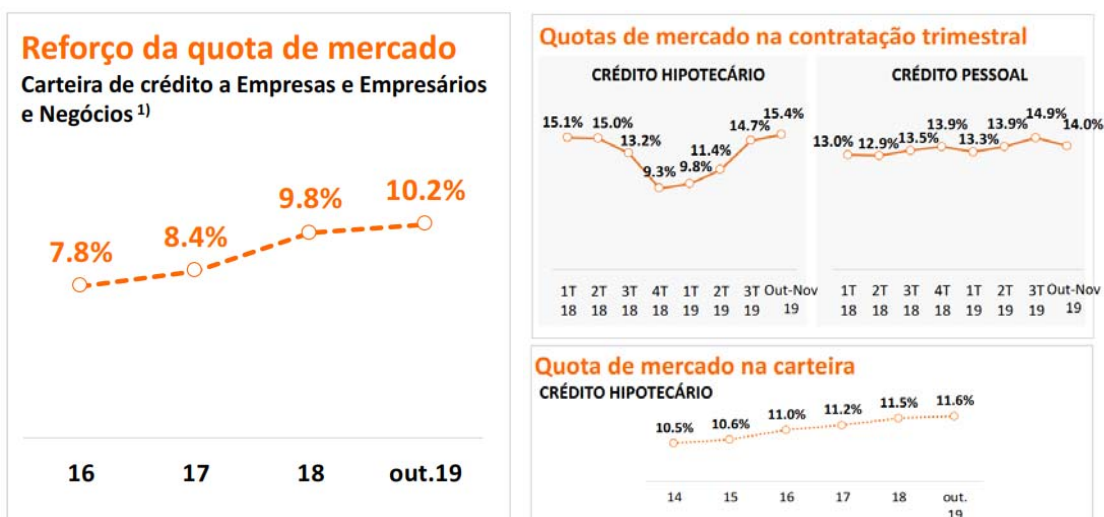 Reforço da quota de mercado
Carteira de crédito a Empresas e Empresários
e Negócios 1)
7.8%
8.4%
9.8%
10.2%
16 17 18 out.19
Quotas de mercado na contratação trimestral
CRÉDITO HIPOTECÁRIO
15.1% 15.0% 13.2% 9.3% 9.8% 11.4% 14.7% 15.4%
1T 2T 3T 4T 1T 2T 3T Out-Nov
18 18 18 18 19 19 19 19
CRÉDITO PESSOAL
13.0% 12.9% 13.5% 13.9% 13.3% 13.9% 14.9% 14.0%
1T 2T 3T 4T 1T 2T 3T Out-Nov
18 18 18 18 19 19 19 19
Quota de mercado na carteira
CRÉDITO HIPOTECÁRIO
10.5% 10.6% 11.0% 11.2% 11.5% 11.6%
14 15 16 17 18 out.
19